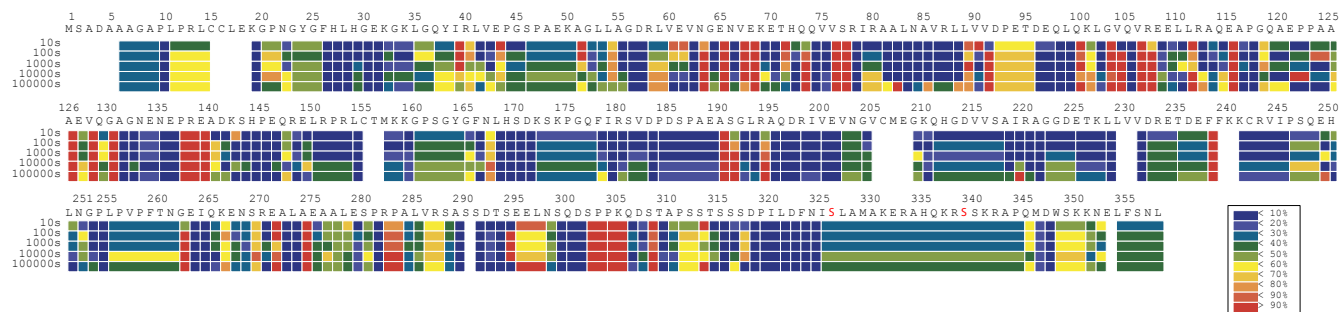 1 5 10 15 20 25 30 35 40 45 50 55 60 65 70 75 80 85 90 95 100 105 110 115 120 125
MSADAAAGAPLPRLCCLEKGPNGYGFHLHGEKGKLGQYIRLVEPGSPAEKAGLLAGDRLVEVNGENVEKETHQQVVSRIRAALNAVRLLVVDPETDEQLQKLGVQVREELLRAQEAPGQAEPPAA
10s
100s
1000s
10000s
100000s
126 130 135 140 145 150 155 160 165 170 175 180 185 190 195 200 205 210 215 220 225 230 235 240 245 250
AEVQGAGNENEPREADKSHPEQRELRPRLCTMKKGPSGYGFNLHSDKSKPGQFIRSVDPDSPAEASGLRAQDRIVEVNGVCMEGKQHGDVVSAIRAGGDETKLLVVDRETDEFFKKCRVIPSQEH
10s
100s
1000s
10000s
100000s
251 255 260 265 270 275 280 285 290 295 300 305 310 315 320 325 330 335 340 345 350 355
LNGPLPVPFTNGEIQKENSREALAEAALESPRPALVRSASSDTSEELNSQDSPPKQDSTAPSSTSSSDPILDFNISLAMAKERAHQKRSSKRAPQMDWSKKNELFSNL
10s
100s
1000s
10000s
100000s
< 10%
< 20%
< 30%
< 40%
< 50%
< 60%
< 70%
< 80%
< 90%
> 90%